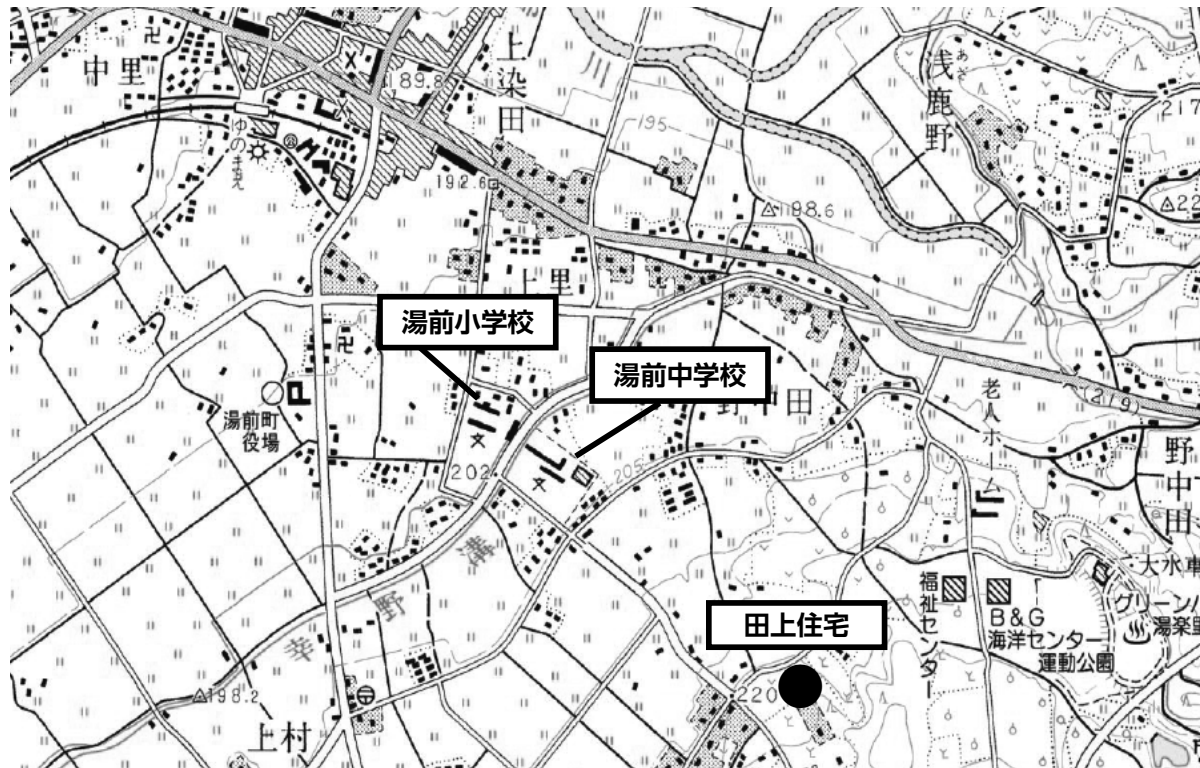 中里
189.8
上染田
川
195
浅鹿野
あさ
217
ゆのまえ
192.6
198.6
上里
湯前小学校
湯前中学校
野中田
湯前町
役場
202
205
老人ホーム
(219)
野中田
溝
野
幸
福祉センター
B&G
海洋センター
運動公園
大水車
グリーン
湯楽里
田上住宅
220
198.2
上村